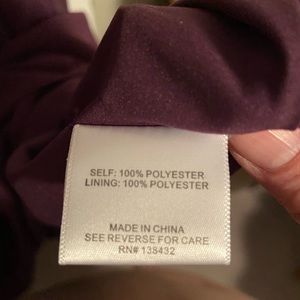 SELF: 100% POLYESTER
LINING: 100% POLYESTER
MADE IN CHINA
SEE REVERSE FOR CARE
RN# 138432